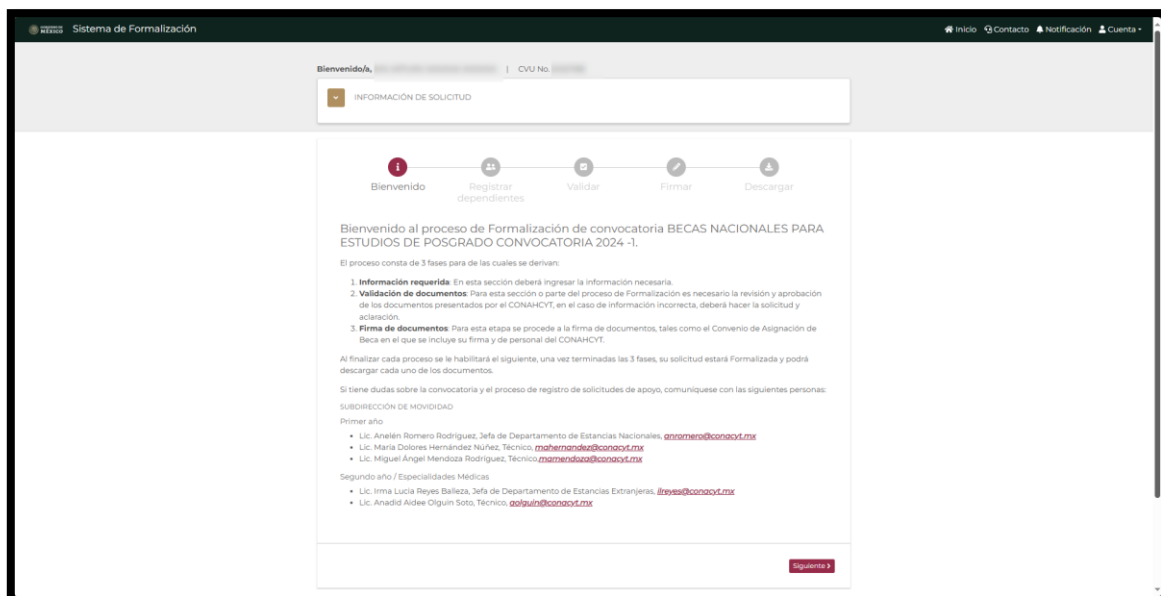 GOBIERNO DE MÉXICO Sistema de Formalización
Inicio Contacto Notificación Cuenta
Bienvenido/a, | CVU No.
INFORMACIÓN DE SOLICITUD
Bienvenido Registrar dependientes Validar Firmar Descargar
Bienvenido al proceso de Formalización de convocatoria BECAS NACIONALES PARA
ESTUDIOS DE POSGRADO CONVOCATORIA 2024 -1.
El proceso consta de 3 fases para de las cuales se derivan:
1. Información requerida: En esta sección deberá ingresar la información necesaria.
2. Validación de documentos: Para esta sección o parte del proceso de Formalización es necesario la revisión y aprobación
de los documentos presentados por el CONAHCYT, en el caso de información incorrecta, deberá hacer la solicitud y
aclaración.
3. Firma de documentos: Para esta etapa se procede a la firma de documentos, tales como el Convenio de Asignación de
Beca en el que se incluye su firma y de personal del CONAHCYT.
Al finalizar cada proceso se le habilitará el siguiente, una vez terminadas las 3 fases, su solicitud estará Formalizada y podrá
descargar cada uno de los documentos.
Si tiene dudas sobre la convocatoria y el proceso de registro de solicitudes de apoyo, comuníquese con las siguientes personas:
SUBDIRECCIÓN DE MOVIDIDAD
Primer año
• Lic. Anelén Romero Rodríguez, Jefa de Departamento de Estancias Nacionales, anromero@conacyt.mx
• Lic. María Dolores Hernández Núñez, Técnico, mahernandez@conacyt.mx
• Lic. Miguel Ángel Mendoza Rodríguez, Técnico,mamendoza@conacyt.mx
Segundo año / Especialidades Médicas
• Lic. Irma Lucia Reyes Balleza, Jefa de Departamento de Estancias Extranjeras, ilreyes@conacyt.mx
• Lic. Anadid Aidee Olguin Soto, Técnico, aolguin@conacyt.mx
Siguiente